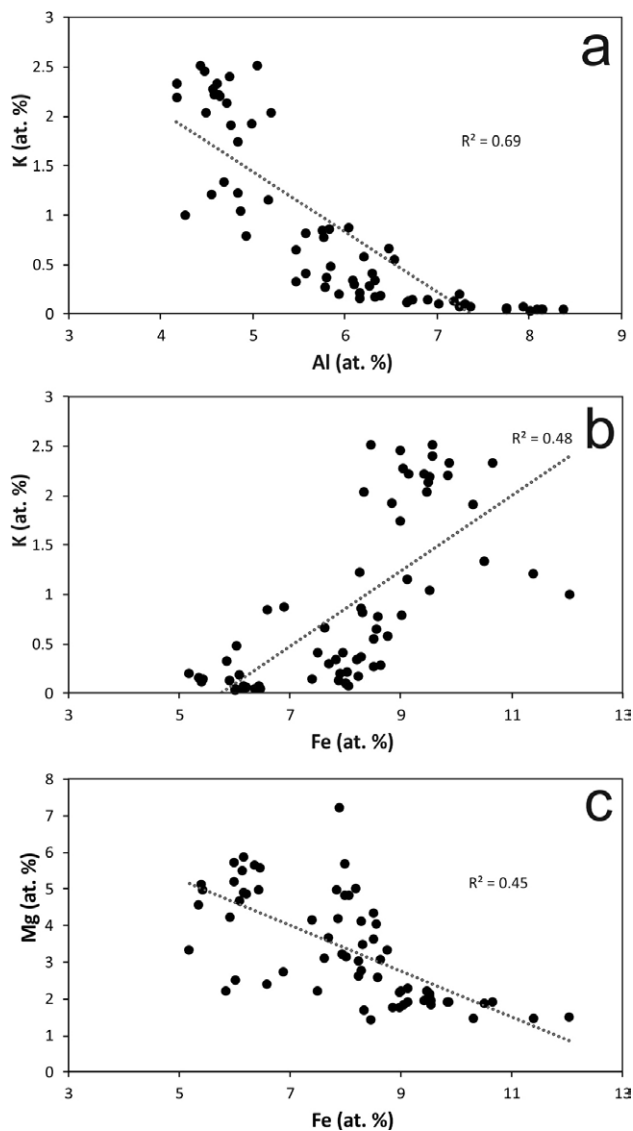 a
3
2.5
2
1.5
1
0.5
0
K (at. %)
R² = 0.69
3 4 5 6 7 8 9
Al (at. %)
b
3
2.5
2
1.5
1
0.5
0
K (at. %)
R² = 0.48
3 5 7 9 11 13
Fe (at. %)
c
8
7
6
5
4
3
2
1
0
Mg (at. %)
R² = 0.45
3 5 7 9 11 13
Fe (at. %)